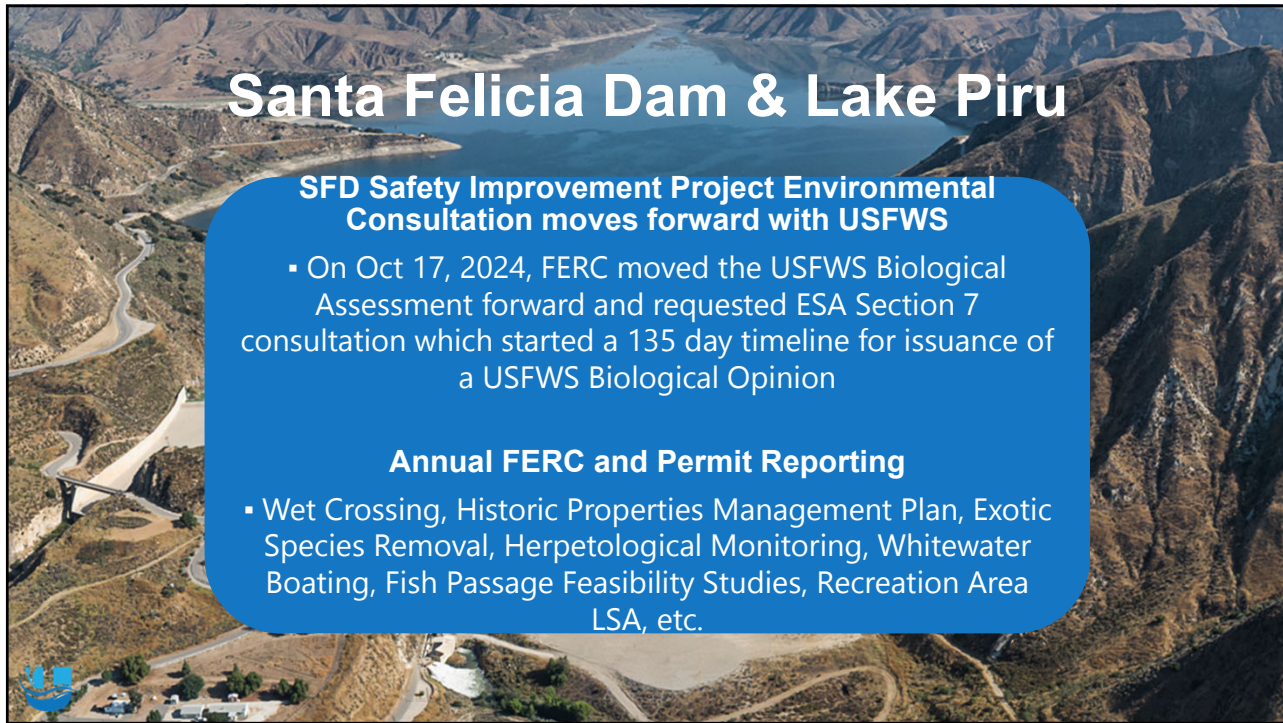 Santa Felicia Dam & Lake Piru
SFD Safety Improvement Project Environmental
Consultation moves forward with USFWS
▪ On Oct 17, 2024, FERC moved the USFWS Biological
Assessment forward and requested ESA Section 7
consultation which started a 135 day timeline for issuance of
a USFWS Biological Opinion
Annual FERC and Permit Reporting
▪ Wet Crossing, Historic Properties Management Plan, Exotic
Species Removal, Herpetological Monitoring, Whitewater
Boating, Fish Passage Feasibility Studies, Recreation Area
LSA, etc.